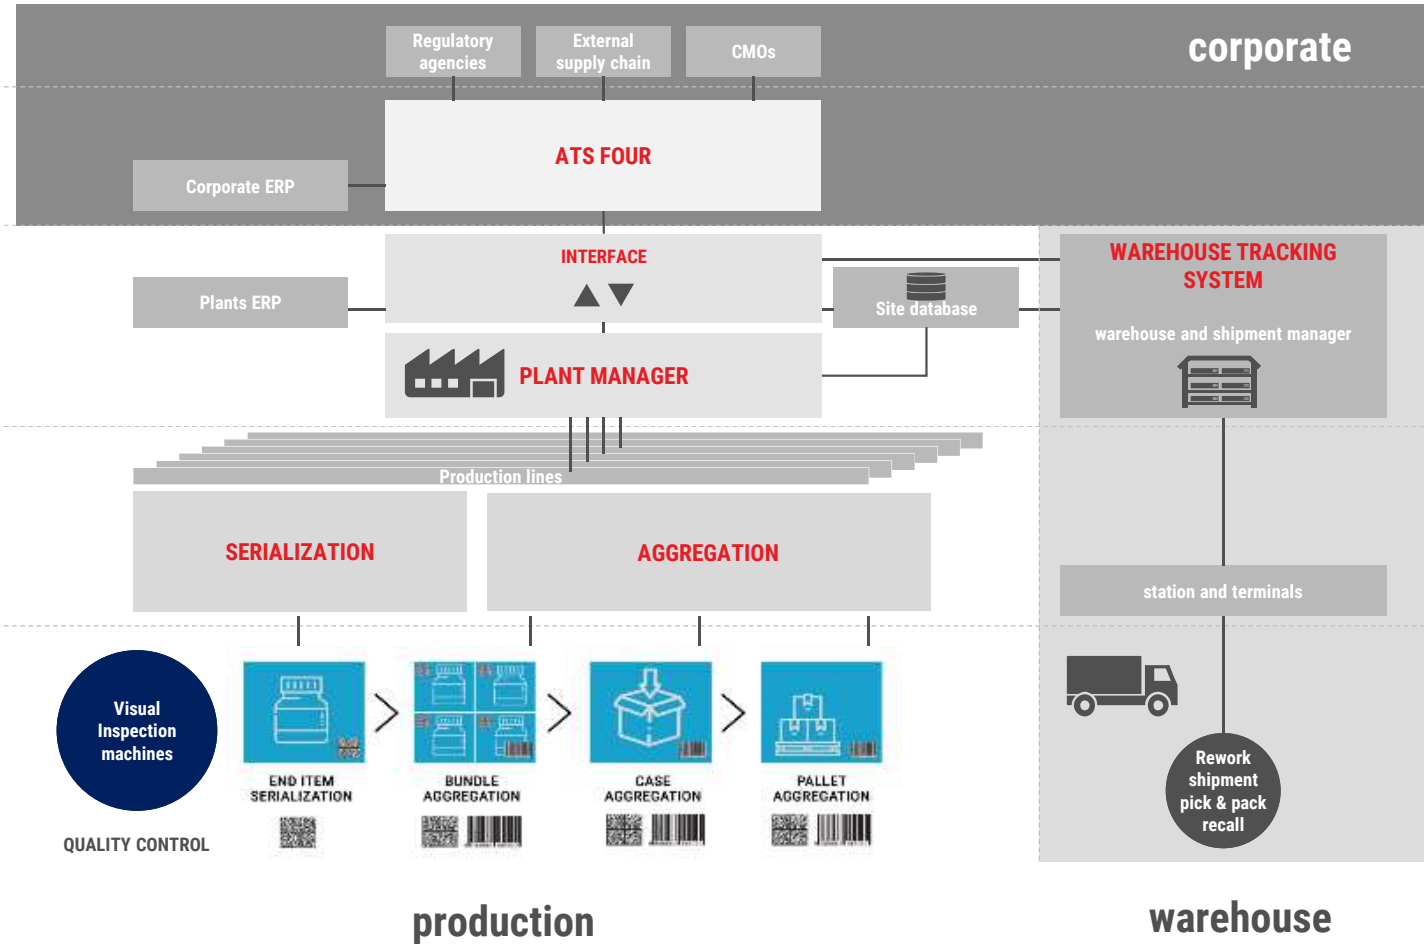 Regulatory
agencies
External
supply chain
CMOs
corporate
ATS FOUR
Corporate ERP
INTERFACE
Plants ERP
Site database
PLANT MANAGER
WAREHOUSE TRACKING
SYSTEM
warehouse and shipment manager
Production lines
SERIALIZATION
AGGREGATION
station and terminals
Visual
Inspection
machines
QUALITY CONTROL
END ITEM
SERIALIZATION
BUNDLE
AGGREGATION
CASE
AGGREGATION
PALLET
AGGREGATION
Rework
shipment
pick & pack
recall
production
warehouse